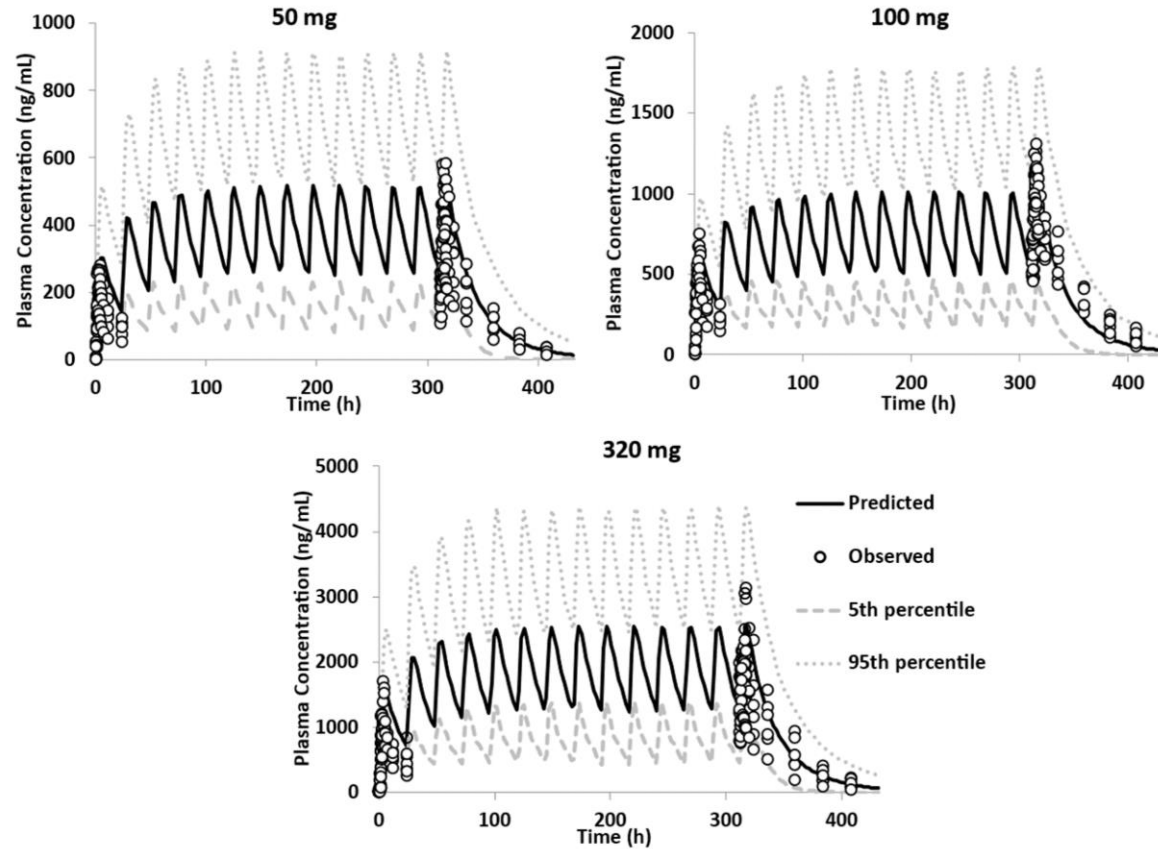 50 mg
Plasma Concentration (ng/mL)
1000
800
600
400
200
0
0
100
200
300
400
Time (h)
100 mg
Plasma Concentration (ng/mL)
2000
1500
1000
500
0
0
100
200
300
400
Time (h)
320 mg
Plasma Concentration (ng/mL)
5000
4000
3000
2000
1000
0
0
100
200
300
400
Time (h)
Predicted
Observed
5th percentile
95th percentile